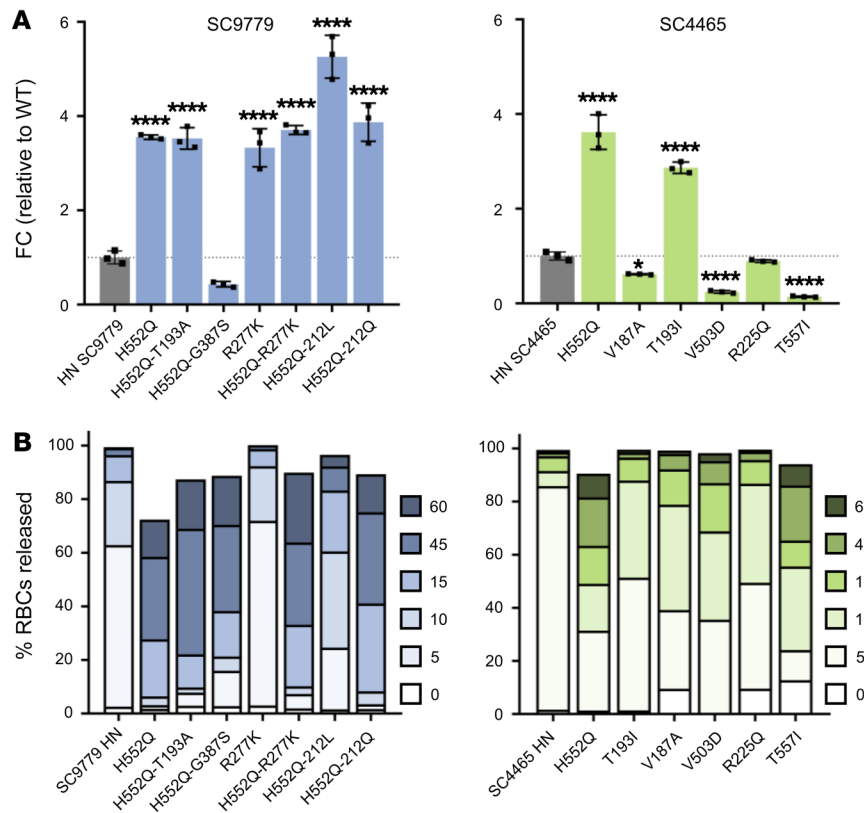 A
SC9779
SC4465
FC (relative to WT)
6
4
2
0
****
****
****
****
****
****
HN SC9779
H552Q
H552Q-T193A
H552Q-G387S
R277K
H552Q-R277K
H552Q-212L
H552Q-212Q
6
4
2
0
****
*
****
****
****
HN SC4465
H552Q
V187A
T193I
V503D
R225Q
T557I
B
% RBCs released
100
80
60
40
20
0
60
45
15
10
5
0
SC9779 HN
H552Q
H552Q-T193A
H552Q-G387S
R277K
H552Q-R277K
H552Q-212L
H552Q-212Q
100
80
60
40
20
0
6
4
1
1
5
0
SC4465 HN
H552Q
T193I
V187A
V503D
R225Q
T557I